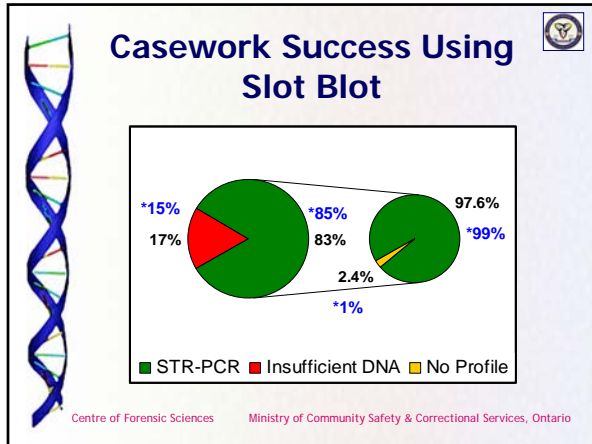 Casework Success Using
Slot Blot
*15%
17%
*85%
83%
97.6%
*99%
2.4%
*1%
STR-PCR Insufficient DNA No Profile
Centre of Forensic Sciences Ministry of Community Safety & Correctional Services, Ontario